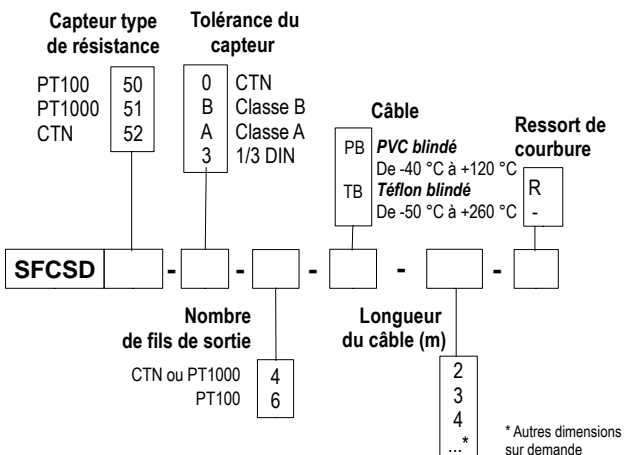 Capteur type
de résistance
PT100 50
PT1000 51
CTN 52
Tolérance du
capteur
0 CTN
B Classe B
A Classe A
3 1/3 DIN
Câble
PB PVC blindé
De -40 °C à +120 °C
TB Téflon blindé
De -50 °C à +260 °C
Ressort de
courbure
R
-
SFCSD - - - - -
Nombre
de fils de sortie
CTN ou PT1000 4
PT100 6
Longueur
du câble (m)
2
3
4
...*
* Autres dimensions
sur demande